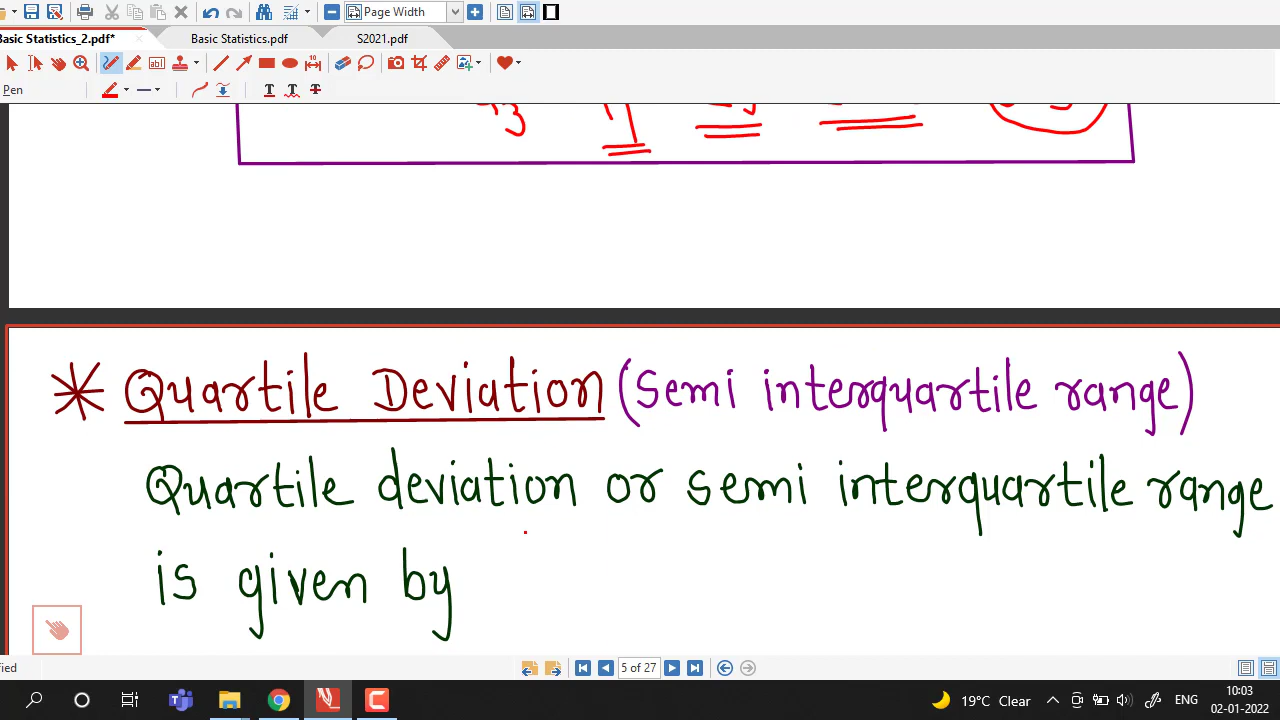 Page Width
Basic Statistics_2.pdf*
Basic Statistics.pdf
S2021.pdf
10
Pen
T T T
* Quartile Deviation (Semi interquartile range)
Quartile deviation or semi interquartile range
is given by
5 of 27
19°C Clear
ENG
10:03
02-01-2022